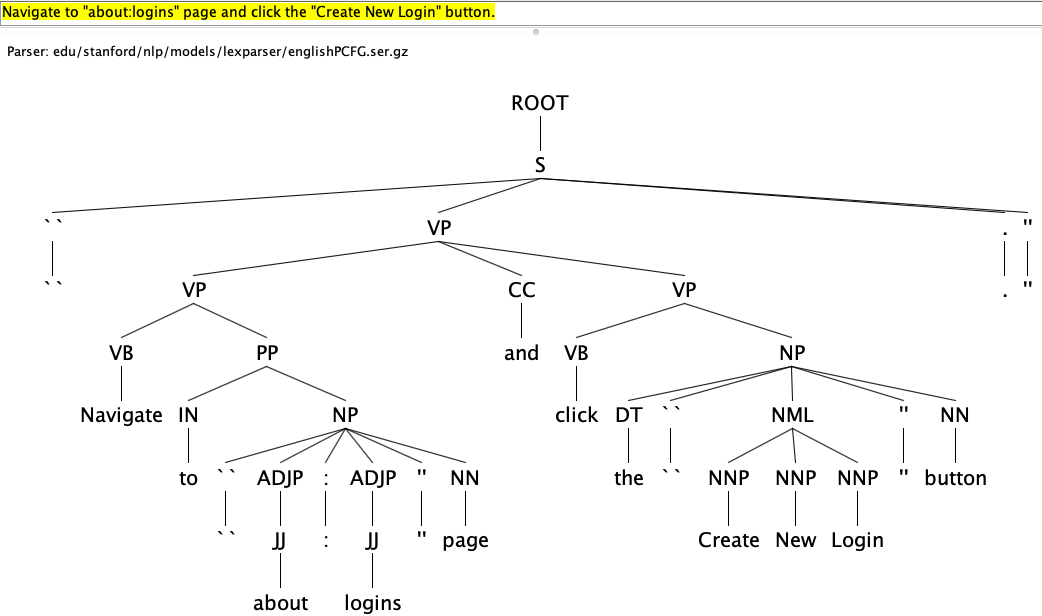 Navigate to "about:logins" page and click the "Create New Login" button.
Parser: edu/stanford/nlp/models/lexparser/englishPCFG.ser.gz
ROOT
S
`` VP . "
`` VP CC VP . "
VB PP and VB NP
Navigate IN NP click DT `` NML " NN
to `` ADJP : ADJP " NN the `` NNP NNP NNP " button
`` JJ : JJ " page Create New Login
about logins